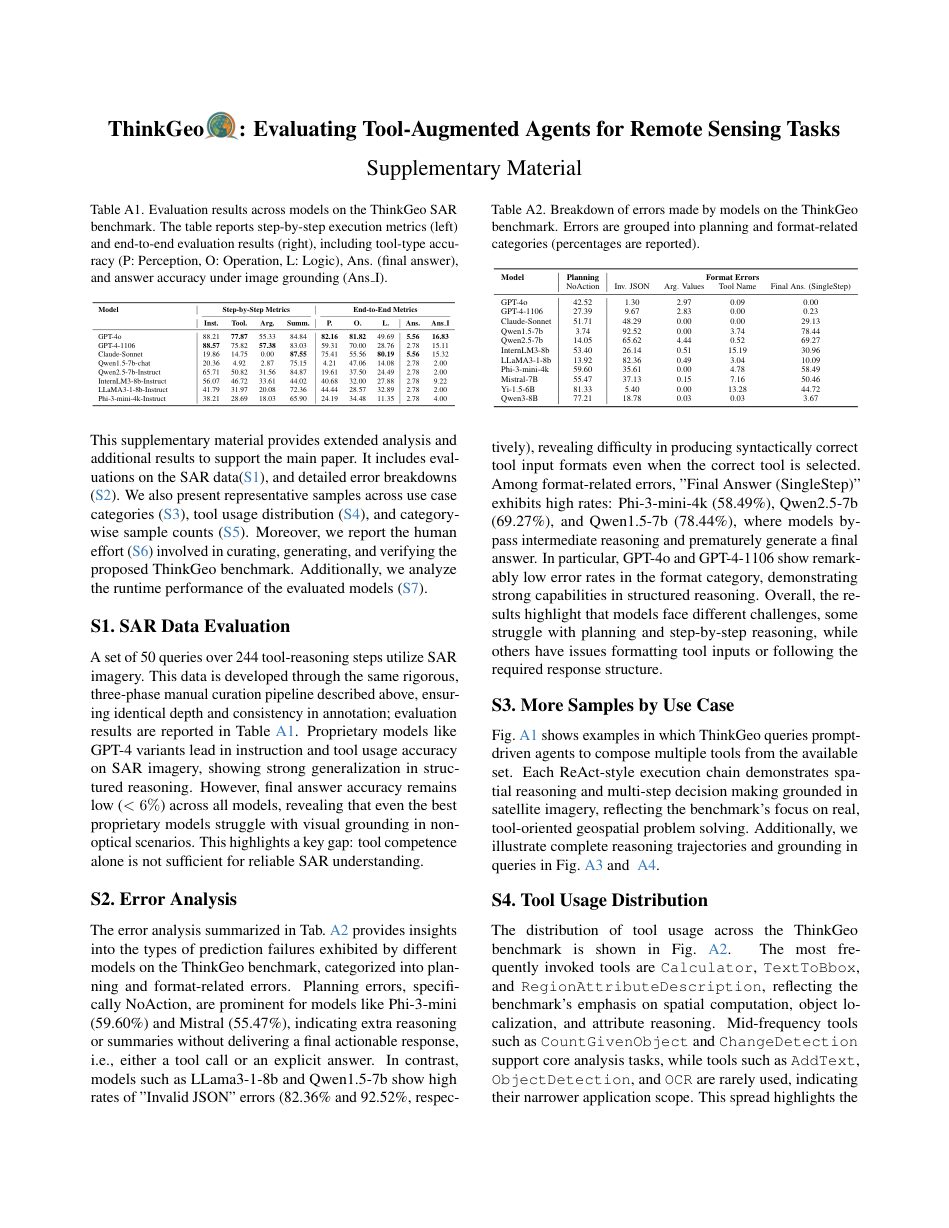 ThinkGeo: Evaluating Tool-Augmented Agents for Remote Sensing Tasks
Supplementary Material
Table A1. Evaluation results across models on the ThinkGeo SAR
benchmark. The table reports step-by-step execution metrics (left)
and end-to-end evaluation results (right), including tool-type accu-
racy (P: Perception, O: Operation, L: Logic), Ans. (final answer),
and answer accuracy under image grounding (Ans_I).
Model Step-by-Step Metrics End-to-End Metrics
Inst. Tool. Arg. Summ. P. O. L. Ans. Ans_I
GPT-4o 88.21 77.87 55.33 84.84 82.16 81.82 49.69 5.56 16.83
GPT-4-1106 88.57 75.82 57.38 83.03 59.31 70.00 28.76 2.78 15.11
Claude-Sonnet 19.86 14.75 0.00 87.55 75.41 55.56 80.19 5.56 15.32
Qwen1.5-7b-chat 20.36 4.92 2.87 75.15 4.21 47.06 14.08 2.78 2.00
Qwen2.5-7b-Instruct 65.71 50.82 31.56 84.87 19.61 37.50 24.49 2.78 2.00
InternLM3-8b-Instruct 56.07 46.72 33.61 44.02 40.68 32.00 27.88 2.78 9.22
LLaMA3-1-8b-Instruct 41.79 31.97 20.08 72.36 44.44 28.57 32.89 2.78 2.00
Phi-3-mini-4k-Instruct 38.21 28.69 18.03 65.90 24.19 34.48 11.35 2.78 4.00
This supplementary material provides extended analysis and
additional results to support the main paper. It includes eval-
uations on the SAR data(S1), and detailed error breakdowns
(S2). We also present representative samples across use case
categories (S3), tool usage distribution (S4), and category-
wise sample counts (S5). Moreover, we report the human
effort (S6) involved in curating, generating, and verifying the
proposed ThinkGeo benchmark. Additionally, we analyze
the runtime performance of the evaluated models (S7).
S1. SAR Data Evaluation
A set of 50 queries over 244 tool-reasoning steps utilize SAR
imagery. This data is developed through the same rigorous,
three-phase manual curation pipeline described above, ensur-
ing identical depth and consistency in annotation; evaluation
results are reported in Table A1. Proprietary models like
GPT-4 variants lead in instruction and tool usage accuracy
on SAR imagery, showing strong generalization in struc-
tured reasoning. However, final answer accuracy remains
low (< 6%) across all models, revealing that even the best
proprietary models struggle with visual grounding in non-
optical scenarios. This highlights a key gap: tool competence
alone is not sufficient for reliable SAR understanding.
S2. Error Analysis
The error analysis summarized in Tab. A2 provides insights
into the types of prediction failures exhibited by different
models on the ThinkGeo benchmark, categorized into plan-
ning and format-related errors. Planning errors, specifi-
cally NoAction, are prominent for models like Phi-3-mini
(59.60%) and Mistral (55.47%), indicating extra reasoning
or summaries without delivering a final actionable response,
i.e., either a tool call or an explicit answer. In contrast,
models such as LLama3-1-8b and Qwen1.5-7b show high
rates of ”Invalid JSON” errors (82.36% and 92.52%, respec-
Table A2. Breakdown of errors made by models on the ThinkGeo
benchmark. Errors are grouped into planning and format-related
categories (percentages are reported).
Model Planning Format Errors
NoAction Inv. JSON Arg. Values Tool Name Final Ans. (SingleStep)
GPT-4o 42.52 1.30 2.97 0.09 0.00
GPT-4-1106 27.39 9.67 2.83 0.00 0.23
Claude-Sonnet 51.71 48.29 0.00 0.00 29.13
Qwen1.5-7b 3.74 92.52 0.00 3.74 78.44
Qwen2.5-7b 14.05 65.62 4.44 0.52 69.27
InternLM3-8b 53.40 26.14 0.51 15.19 30.96
LLaMA3-1-8b 13.92 82.36 0.49 3.04 10.09
Phi-3-mini-4k 59.60 35.61 0.00 4.78 58.49
Mistral-7B 55.47 37.13 0.15 7.16 50.46
Yi-1.5-6B 81.33 5.40 0.00 13.28 44.72
Qwen3-8B 77.21 18.78 0.03 0.03 3.67
tively), revealing difficulty in producing syntactically correct
tool input formats even when the correct tool is selected.
Among format-related errors, ”Final Answer (SingleStep)”
exhibits high rates: Phi-3-mini-4k (58.49%), Qwen2.5-7b
(69.27%), and Qwen1.5-7b (78.44%), where models by-
pass intermediate reasoning and prematurely generate a final
answer. In particular, GPT-4o and GPT-4-1106 show remark-
ably low error rates in the format category, demonstrating
strong capabilities in structured reasoning. Overall, the re-
sults highlight that models face different challenges, some
struggle with planning and step-by-step reasoning, while
others have issues formatting tool inputs or following the
required response structure.
S3. More Samples by Use Case
Fig. A1 shows examples in which ThinkGeo queries prompt-
driven agents to compose multiple tools from the available
set. Each ReAct-style execution chain demonstrates spa-
tial reasoning and multi-step decision making grounded in
satellite imagery, reflecting the benchmark’s focus on real,
tool-oriented geospatial problem solving. Additionally, we
illustrate complete reasoning trajectories and grounding in
queries in Fig. A3 and A4.
S4. Tool Usage Distribution
The distribution of tool usage across the ThinkGeo
benchmark is shown in Fig. A2. The most fre-
quently invoked tools are Calculator, TextToBbox,
and RegionAttributeDescription, reflecting the
benchmark’s emphasis on spatial computation, object lo-
calization, and attribute reasoning. Mid-frequency tools
such as CountGivenObject and ChangeDetection
support core analysis tasks, while tools such as AddText,
ObjectDetection, and OCR are rarely used, indicating
their narrower application scope. This spread highlights the